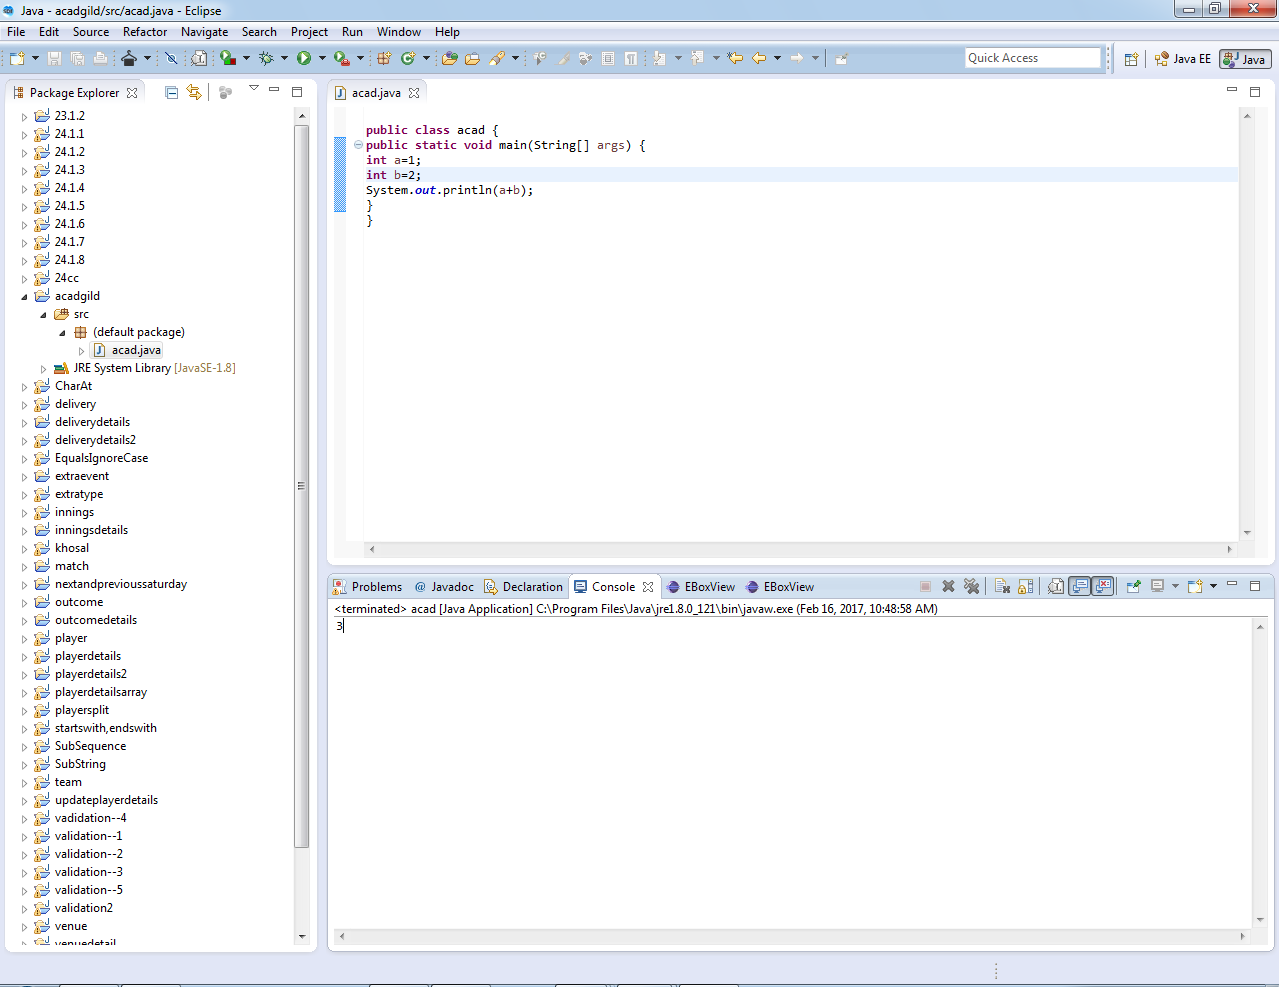 Java - acadgild/src/acad.java - Eclipse
File Edit Source Refactor Navigate Search Project Run Window Help
Quick Access
Java EE
Java
Package Explorer
23.1.2
24.1.1
24.1.2
24.1.3
24.1.4
24.1.5
24.1.6
24.1.7
24.1.8
24cc
acadgild
src
(default package)
acad.java
JRE System Library [JavaSE-1.8]
CharAt
delivery
deliverydetails
deliverydetails2
EqualsIgnoreCase
extraevent
extratype
innings
inningsdetails
khosal
match
nextandprevioussaturday
outcome
outcomedetails
player
playerdetails
playerdetails2
playerdetailsarray
playersplit
startswith,endswith
SubSequence
SubString
team
updateplayerdetails
vadidation--4
validation--1
validation--2
validation--3
validation--5
validation2
venue
venuedetail
acad.java
public class acad {
public static void main(String[] args) {
int a=1;
int b=2;
System.out.println(a+b);
}
}
Problems @ Javadoc Declaration Console EBoxView EBoxView
<terminated> acad [Java Application] C:\Program Files\Java\jre1.8.0_121\bin\javaw.exe (Feb 16, 2017, 10:48:58 AM)
3